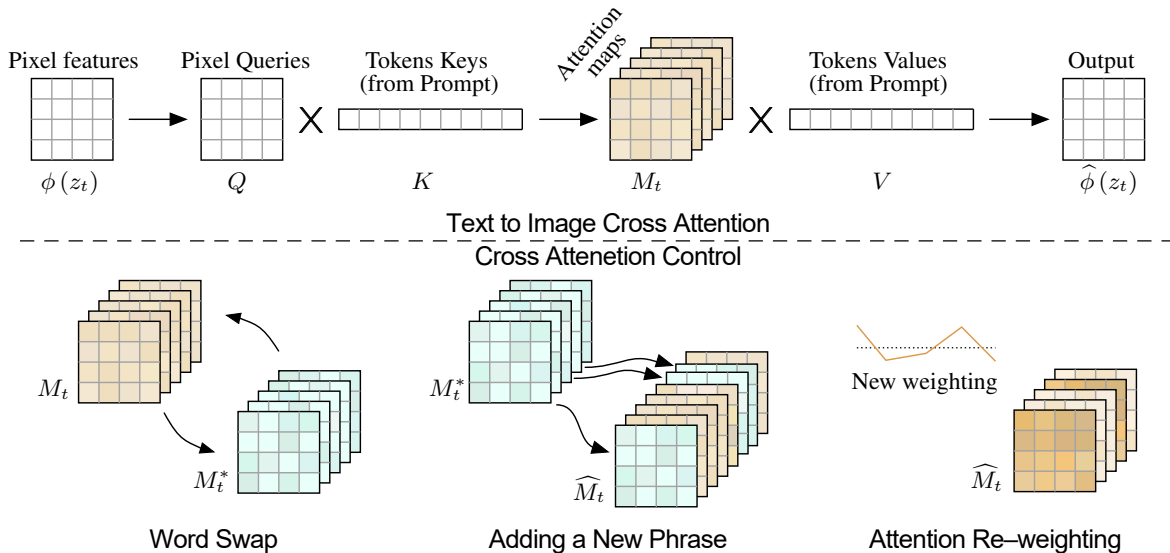 Pixel features
Pixel Queries
Tokens Keys
(from Prompt)
Attention
maps
Tokens Values
(from Prompt)
Output
ϕ (z_t)
Q
K
M_t
V
ϕ̂ (z_t)
Text to Image Cross Attention
Cross Attenetion Control
M_t
M_t^*
Word Swap
M_t^*
M̂_t
Adding a New Phrase
New weighting
M̂_t
Attention Re–weighting